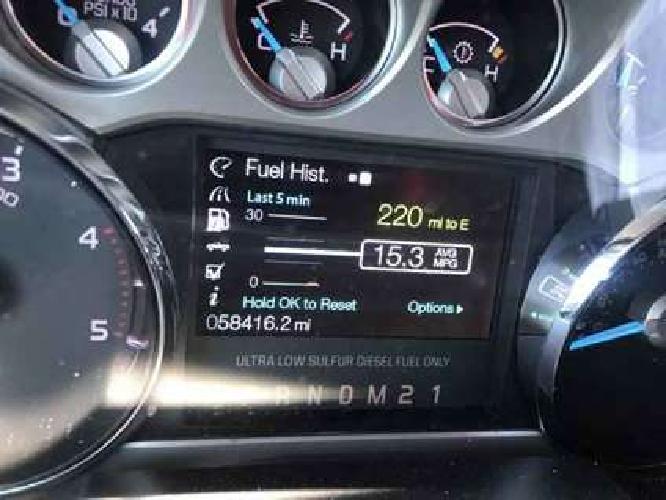 PSI X 10
4
H
H
3
4
5
Fuel Hist.
Last 5 min
30
220 mi to E
15.3 AVG MPG
0
Hold OK to Reset
Options
058416.2 mi
ULTRA LOW SULFUR DIESEL FUEL ONLY
R N D M 2 1